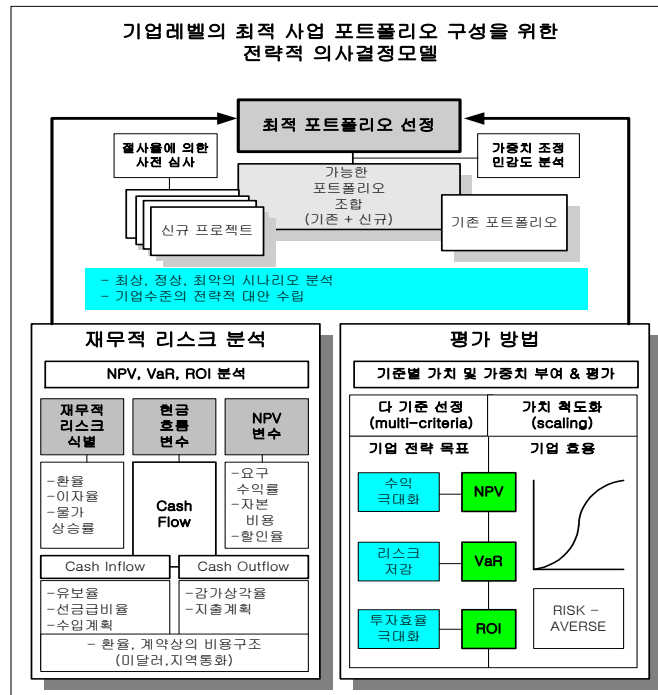 기업레벨의 최적 사업 포트폴리오 구성을 위한
전략적 의사결정모델
최적 포트폴리오 선정
절사율에 의한
사전 심사
가중치 조정
민감도 분석
가능한
포트폴리오
조합
(기존 + 신규)
신규 프로젝트
기존 포트폴리오
- 최상, 정상, 최악의 시나리오 분석
- 기업수준의 전략적 대안 수립
재무적 리스크 분석
NPV, VaR, ROI 분석
재무적
리스크
식별
현금
흐름
변수
NPV
변수
-환율
-이자율
-물가
상승률
Cash
Flow
-요구
수익률
-자본
비용
-할인율
Cash Inflow
Cash Outflow
-유보율
-선금급비율
-수입계획
-감가상각율
-지출계획
- 환율, 계약상의 비용구조
(미달러,지역통화)
평가 방법
기준별 가치 및 가중치 부여 & 평가
다 기준 선정
(multi-criteria)
가치 척도화
(scaling)
기업 전략 목표
기업 효용
수익
극대화
NPV
리스크
저감
VaR
투자효율
극대화
ROI
RISK -
AVERSE